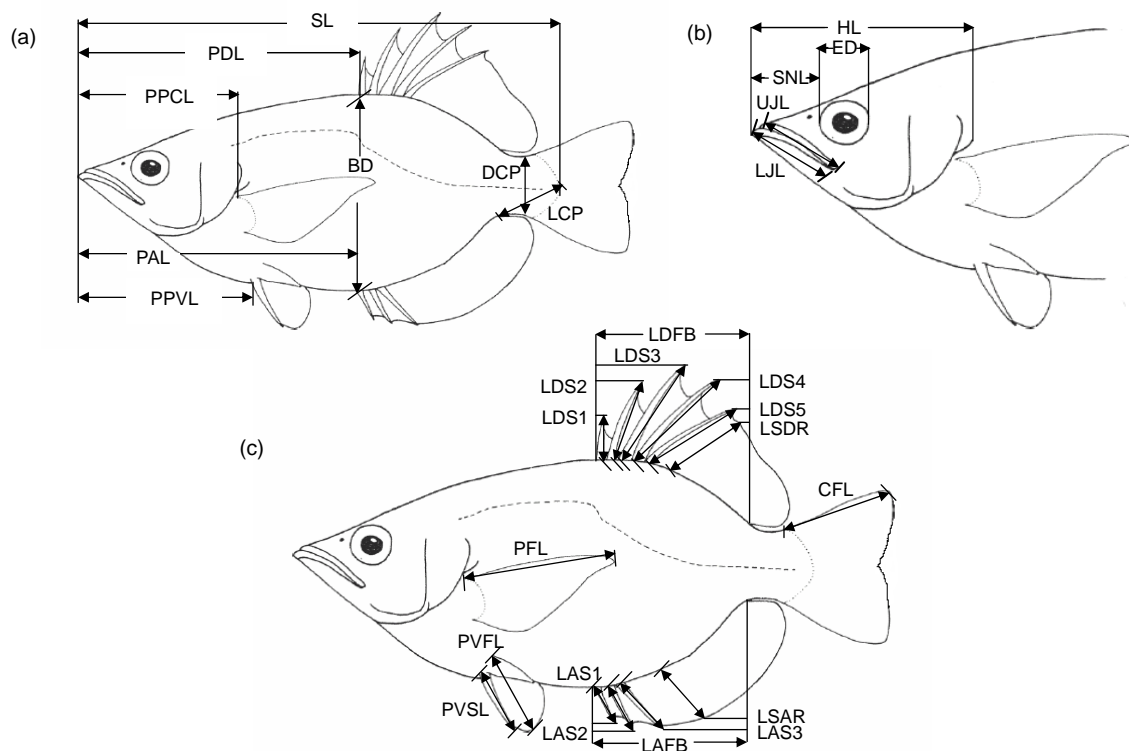 (a)
SL
PDL
PPCL
BD
DCP
LCP
PAL
PPVL
(b)
HL
ED
SNL
UJL
LJL
(c)
LDFB
LDS3
LDS2
LDS4
LDS1
LDS5
LSDR
CFL
PFL
PVFL
LAS1
PVSL
LSAR
LAS2
LAS3
LAFB